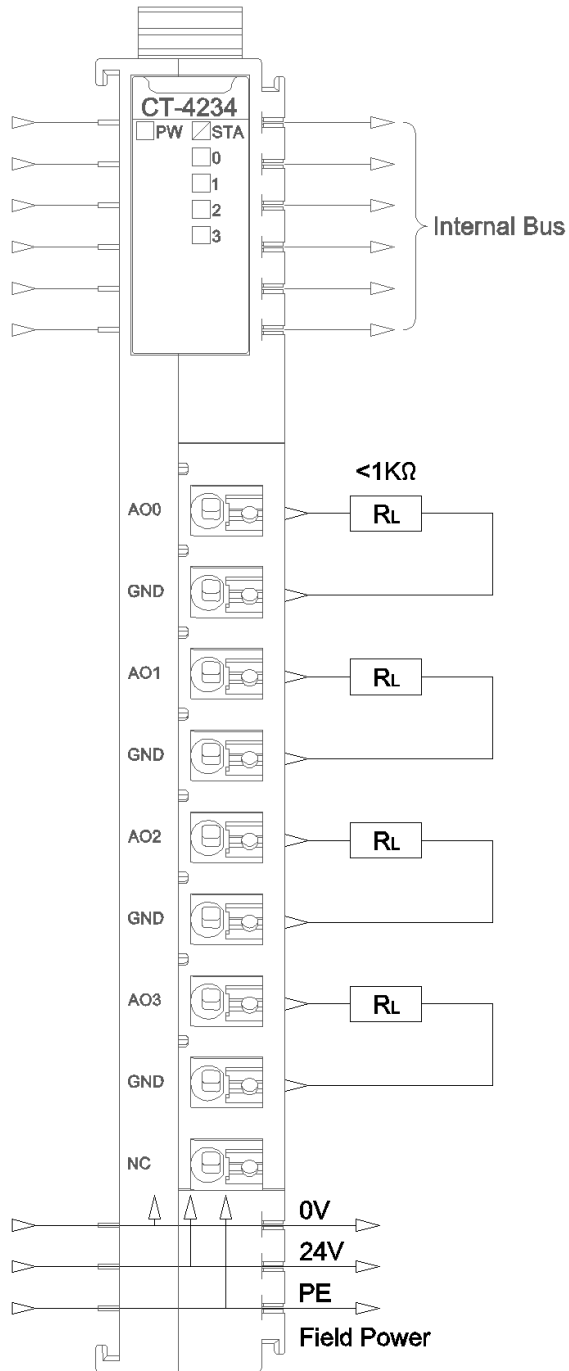 CT-4234
PW STA
0
1
2
3
Internal Bus
<1KΩ
AO0 RL
GND
AO1 RL
GND
AO2 RL
GND
AO3 RL
GND
NC
0V
24V
PE
Field Power